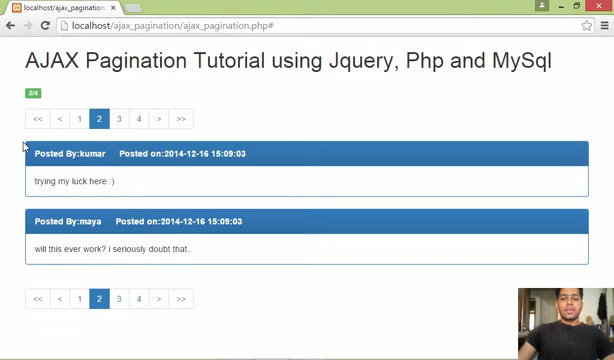 localhost/ajax_pagination
localhost/ajax_pagination/ajax_pagination.php#
AJAX Pagination Tutorial using Jquery, Php and MySql
2/4
<< < 1 2 3 4 > >>
Posted By:kumar Posted on:2014-12-16 15:09:03
trying my luck here :)
Posted By:maya Posted on:2014-12-16 15:09:03
will this ever work? i seriously doubt that..
<< < 1 2 3 4 > >>